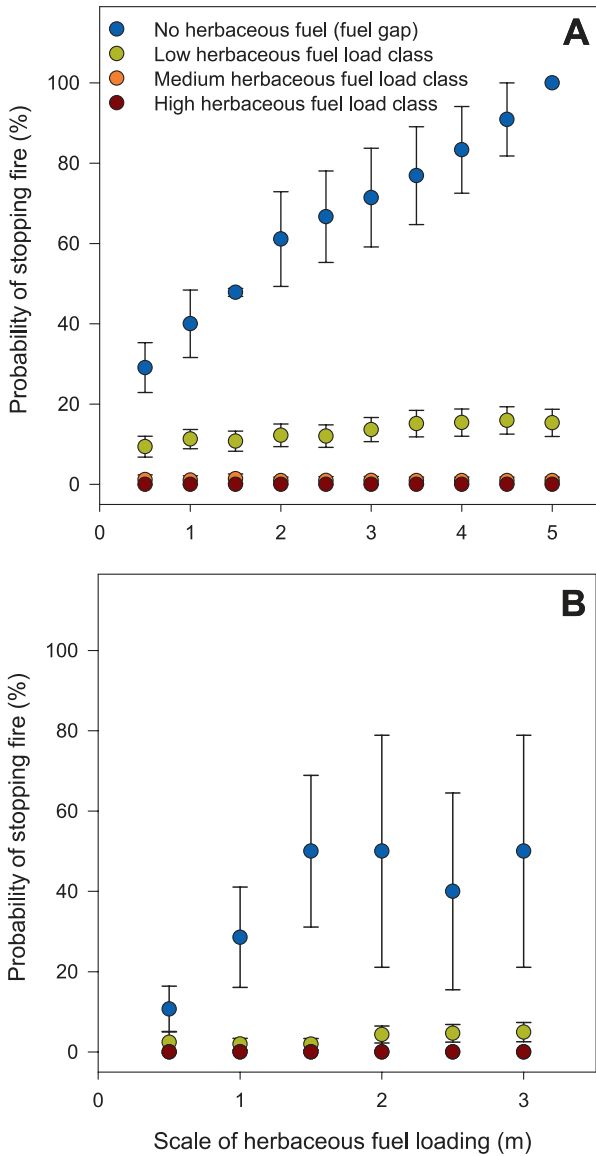 A
No herbaceous fuel (fuel gap)
Low herbaceous fuel load class
Medium herbaceous fuel load class
High herbaceous fuel load class
Probability of stopping fire (%)
100
80
60
40
20
0
0 1 2 3 4 5
B
Probability of stopping fire (%)
100
80
60
40
20
0
0 1 2 3
Scale of herbaceous fuel loading (m)